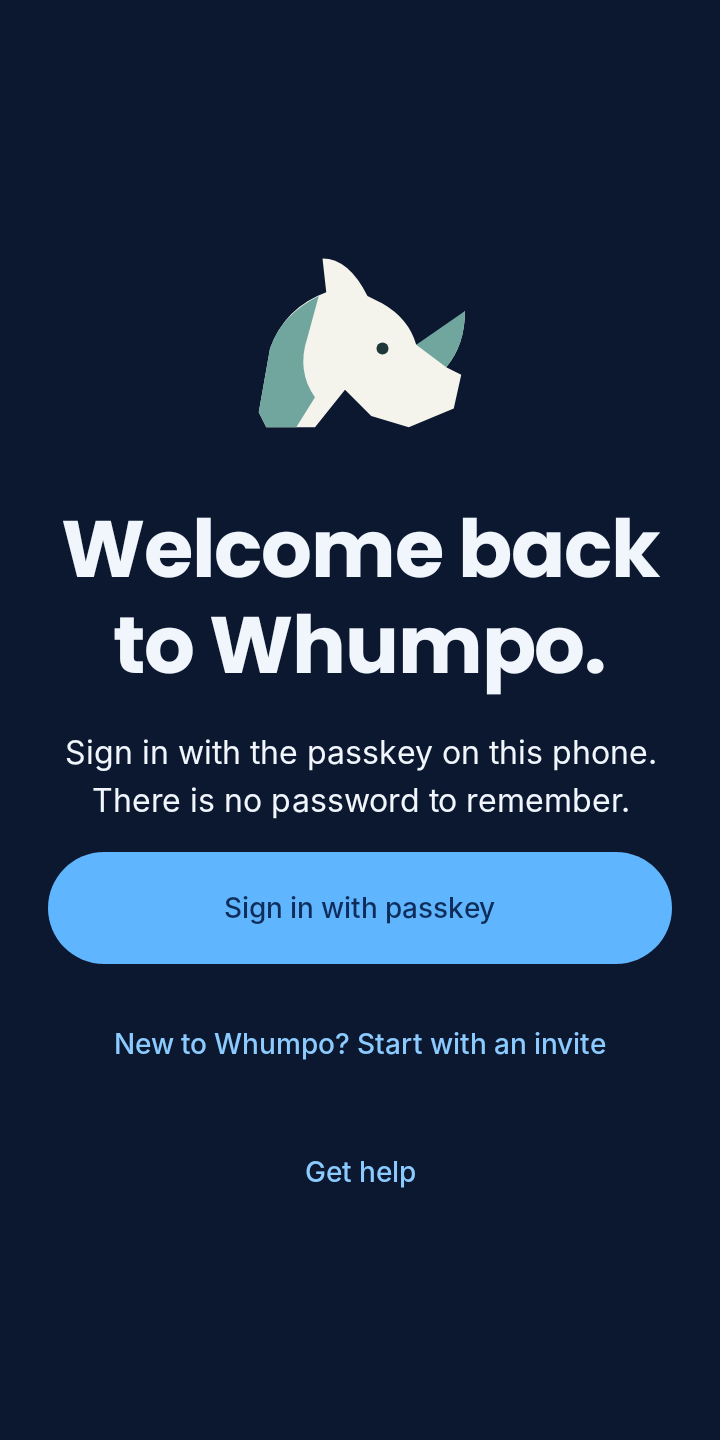 Welcome back
to Whumpo.
Sign in with the passkey on this phone.
There is no password to remember.
Sign in with passkey
New to Whumpo? Start with an invite
Get help